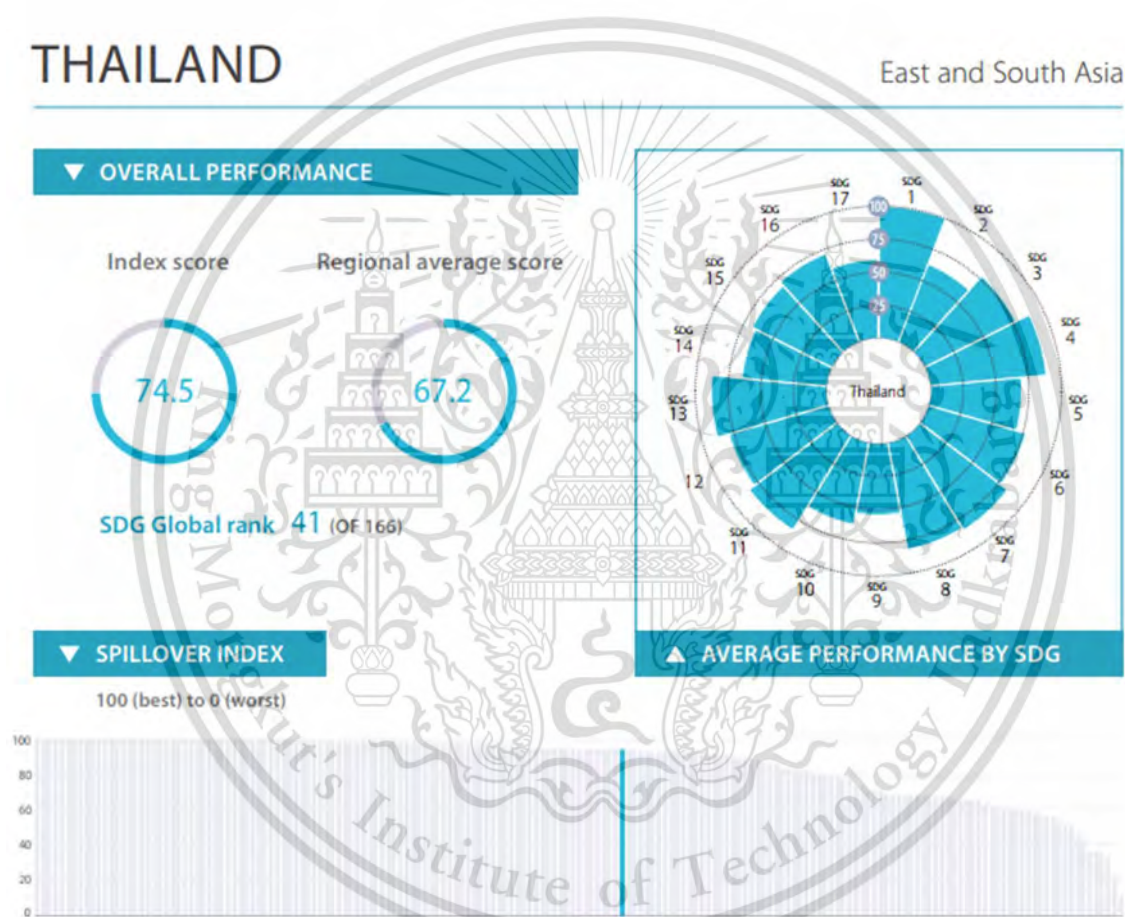 THAILAND
East and South Asia
▼ OVERALL PERFORMANCE
Index score
Regional average score
74.5
67.2
SDG Global rank 41 (OF 166)
SDG 1
SDG 2
SDG 3
SDG 4
SDG 5
SDG 6
SDG 7
SDG 8
SDG 9
SDG 10
SDG 11
12
SDG 13
SDG 14
SDG 15
SDG 16
SDG 17
100
75
50
25
Thailand
▲ AVERAGE PERFORMANCE BY SDG
▼ SPILLOVER INDEX
100 (best) to 0 (worst)
100
80
60
40
20
0
King Mongkut's Institute of Technology Ladkrabang